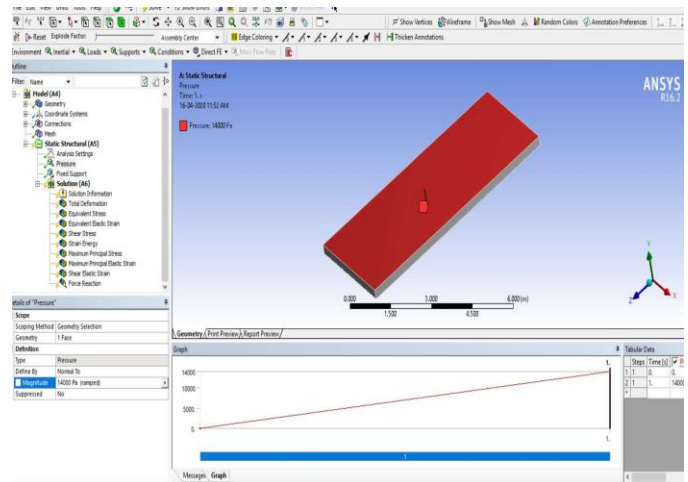 Show Vertices Wireframe Show Mesh Random Colors Annotation Preferences
Reset Explode Factor: Assembly Center Edge Coloring Thicken Annotations
Environment Inertial Loads Supports Conditions Direct FE Mass Flow Rate
Filter: Name
Model (A4)
Geometry
Coordinate Systems
Connections
Mesh
Static Structural (A5)
Analysis Settings
Pressure
Fixed Support
Solution (A6)
Solution Information
Total Deformation
Equivalent Stress
Equivalent Elastic Strain
Shear Stress
Strain Energy
Maximum Principal Stress
Maximum Principal Elastic Strain
Shear Elastic Strain
Force Reaction
A: Static Structural
Pressure
Time: 1. s
16-04-2020 11:52 AM
Pressure: 14000 Pa
ANSYS
R16.2
0.000 3.000 6.000 (m)
1.500 4.500
Y
Z X
Geometry Print Preview Report Preview
etails of "Pressure"
Scope
Scoping Method Geometry Selection
Geometry 1 Face
Definition
Type Pressure
Define By Normal To
Magnitude 14000 Pa (ramped)
Suppressed No
Graph
1.
14000
10000
5000.
0.
1.
1
Messages Graph
Tabular Data
Steps Time [s]
1 1 0. 0.
2 1 1. 1400
*